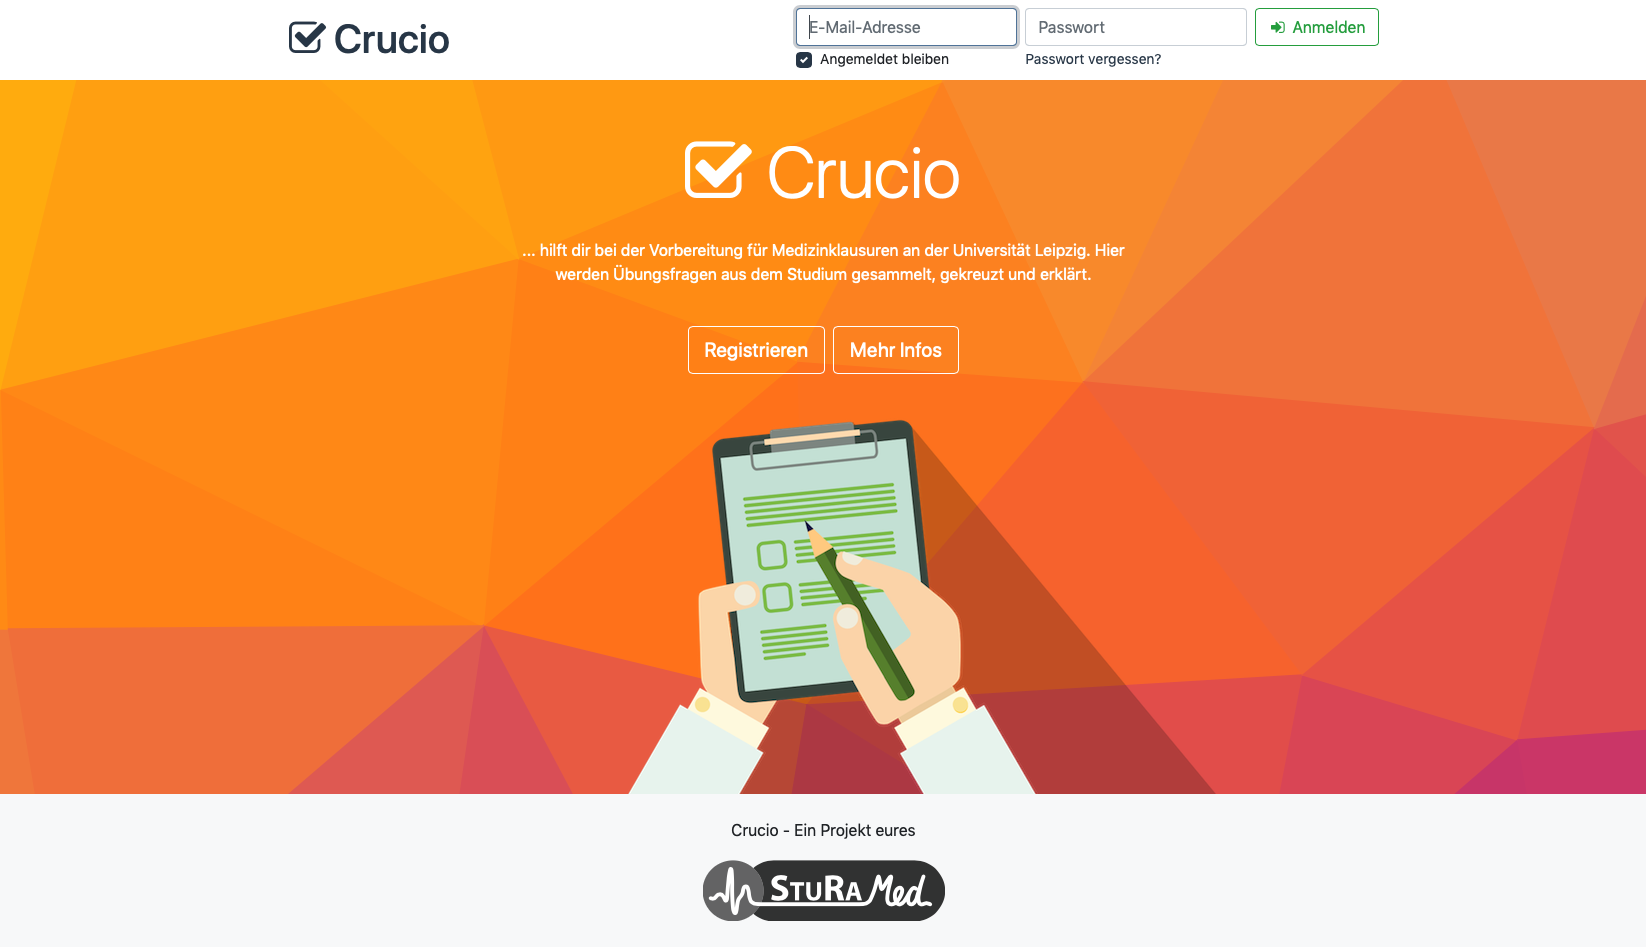 Crucio
E-Mail-Adresse
Passwort
Anmelden
Angemeldet bleiben
Passwort vergessen?
Crucio
... hilft dir bei der Vorbereitung für Medizinklausuren an der Universität Leipzig. Hier
werden Übungsfragen aus dem Studium gesammelt, gekreuzt und erklärt.
Registrieren
Mehr Infos
Crucio - Ein Projekt eures
StuRa Med